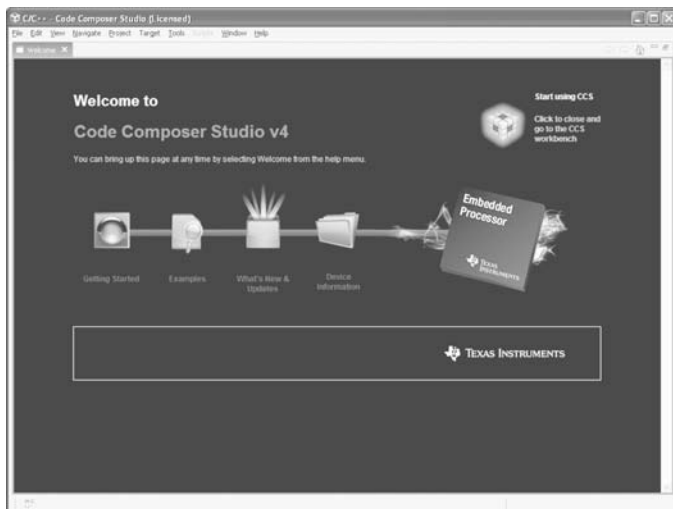 C/C++ - Code Composer Studio (Licensed)
File Edit View Navigate Project Target Tools Scripts Window Help
Welcome
Welcome to
Code Composer Studio v4
You can bring up this page at any time by selecting Welcome from the help menu.
Start using CCS
Click to close and
go to the CCS
workbench
Getting Started
Examples
What's New &
Updates
Device
Information
Embedded
Processor
TEXAS
INSTRUMENTS
TEXAS INSTRUMENTS